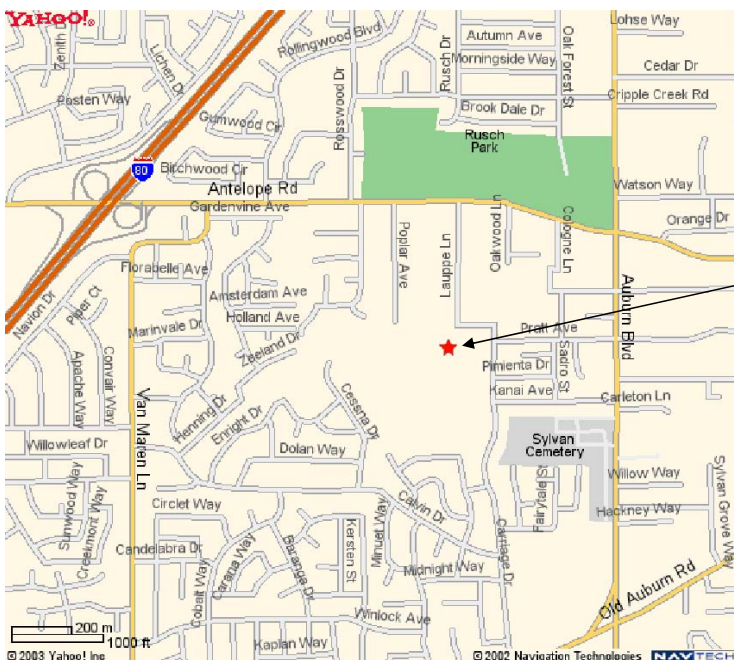 YAHOO!®
Zenith Dr
Lichen Dr
Posten Way
Rollingwood Blvd
Gumwood Cir
Birchwood Cir
80
Rosswood Dr
Rusch Dr
Autumn Ave
Morningside Way
Oak Forest St
Lohse Way
Cedar Dr
Cripple Creek Rd
Brook Dale Dr
Rusch
Park
Antelope Rd
Gardenvine Ave
Watson Way
Orange Dr
Poplar Ave
Lauppe Ln
Oakwood Ln
Cologne Ln
Auburn Blvd
Florabelle Ave
Navion Dr
Piper Ct
Amsterdam Ave
Holland Ave
Marinvale Dr
Zeeland Dr
Pratt Ave
Apache Way
Convair Way
Van Maren Ln
Henning Dr
Enright Dr
Cessna Dr
Pimienta Dr
Sadro St
Kanai Ave
Carleton Ln
Willowleaf Dr
Dolan Way
Sylvan
Cemetery
Sunwood Way
Creekmont Way
Circlet Way
Calvin Dr
Fairytale St
Willow Way
Hackney Way
Sylvan Grove Way
Candelabra Dr
Cobalt Way
Carana Way
Baranga Dr
Kersten St
Minuet Way
Midnight Way
Carriage Dr
Winlock Ave
Kaplan Way
Old Auburn Rd
200 m
1000 ft
© 2003 Yahoo! Inc
© 2002 Navigation Technologies NAVTECH